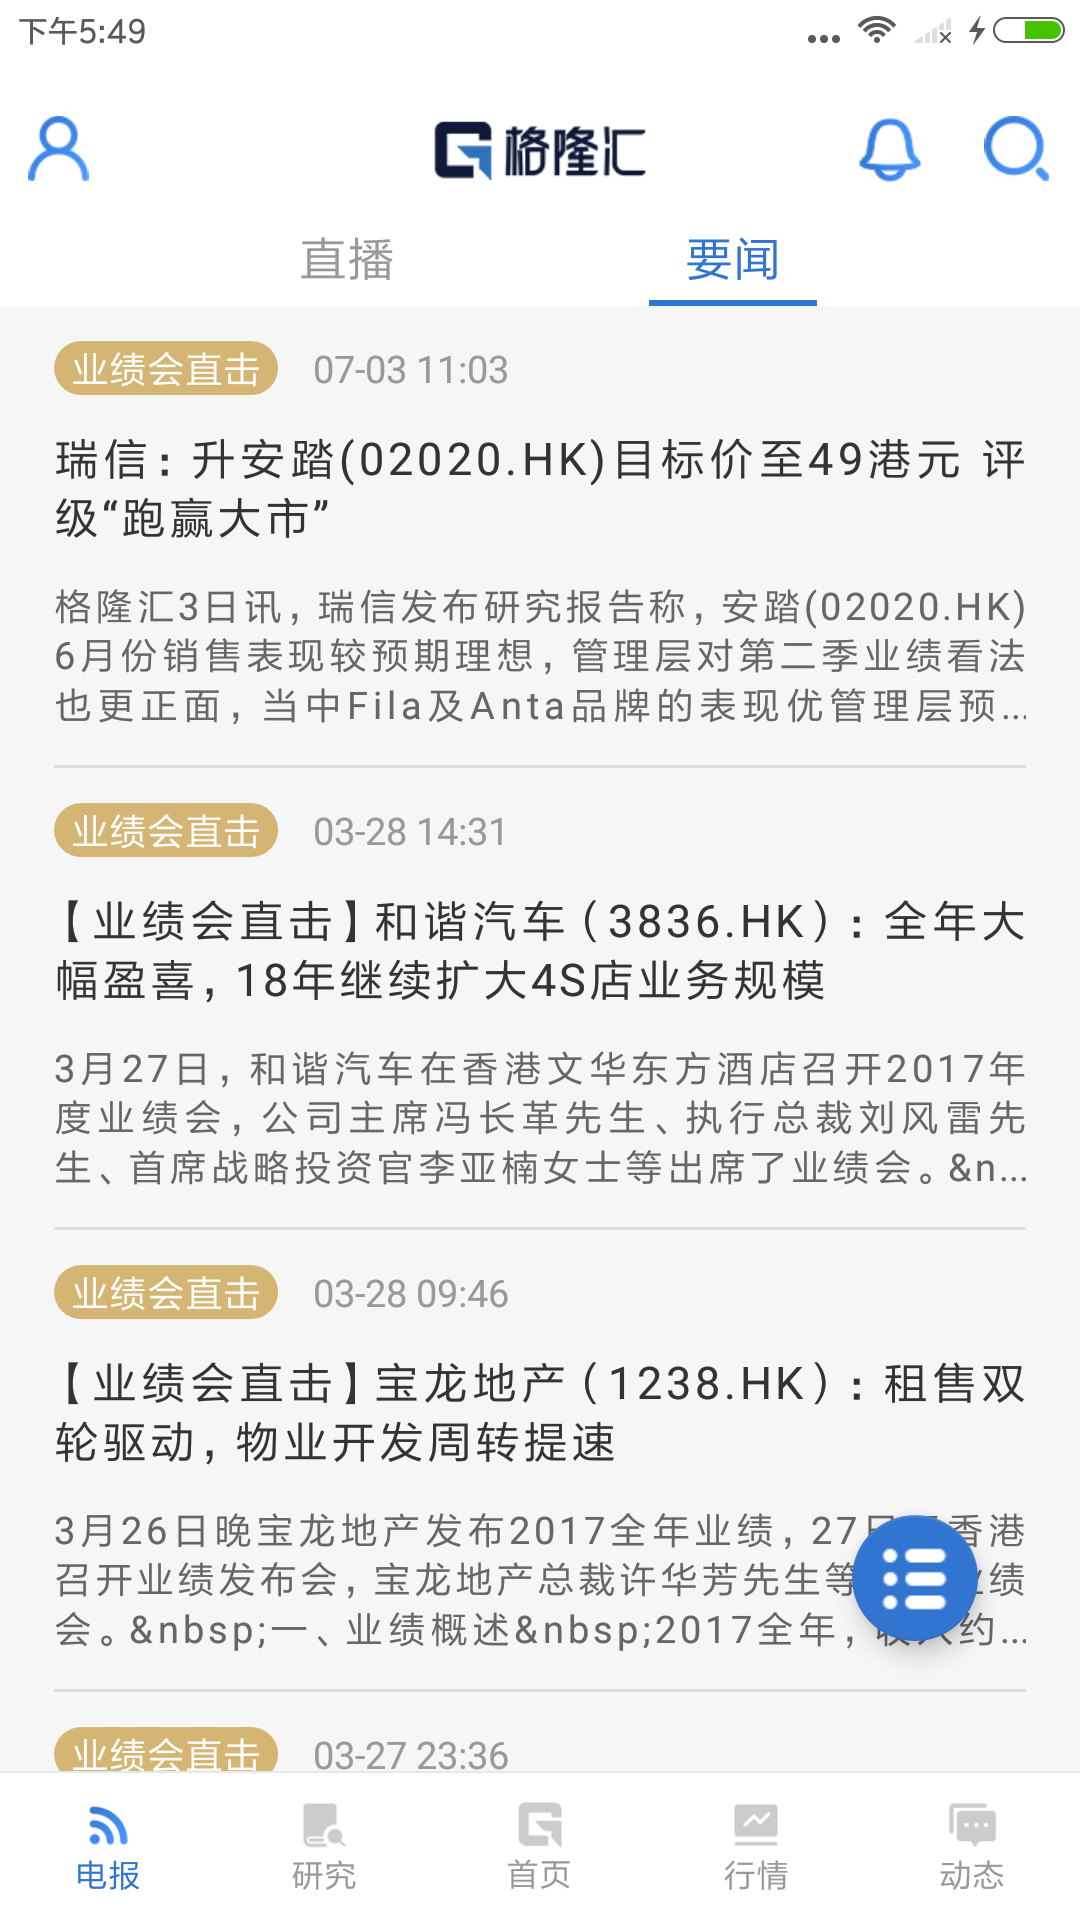 下午5:49
格隆汇
直播 要闻
业绩会直击 07-03 11:03
瑞信：升安踏(02020.HK)目标价至49港元 评
级“跑赢大市”
格隆汇3日讯，瑞信发布研究报告称，安踏(02020.HK)
6月份销售表现较预期理想，管理层对第二季业绩看法
也更正面，当中Fila及Anta品牌的表现优管理层预...
业绩会直击 03-28 14:31
【业绩会直击】和谐汽车（3836.HK）：全年大
幅盈喜，18年继续扩大4S店业务规模
3月27日，和谐汽车在香港文华东方酒店召开2017年
度业绩会，公司主席冯长革先生、执行总裁刘风雷先
生、首席战略投资官李亚楠女士等出席了业绩会。&n...
业绩会直击 03-28 09:46
【业绩会直击】宝龙地产（1238.HK）：租售双
轮驱动，物业开发周转提速
3月26日晚宝龙地产发布2017全年业绩，27日 香港
召开业绩发布会，宝龙地产总裁许华芳先生等 业绩
会。&nbsp;一、业绩概述&nbsp;2017全年，收入约...
业绩会直击 03-27 23:36
电报 研究 首页 行情 动态